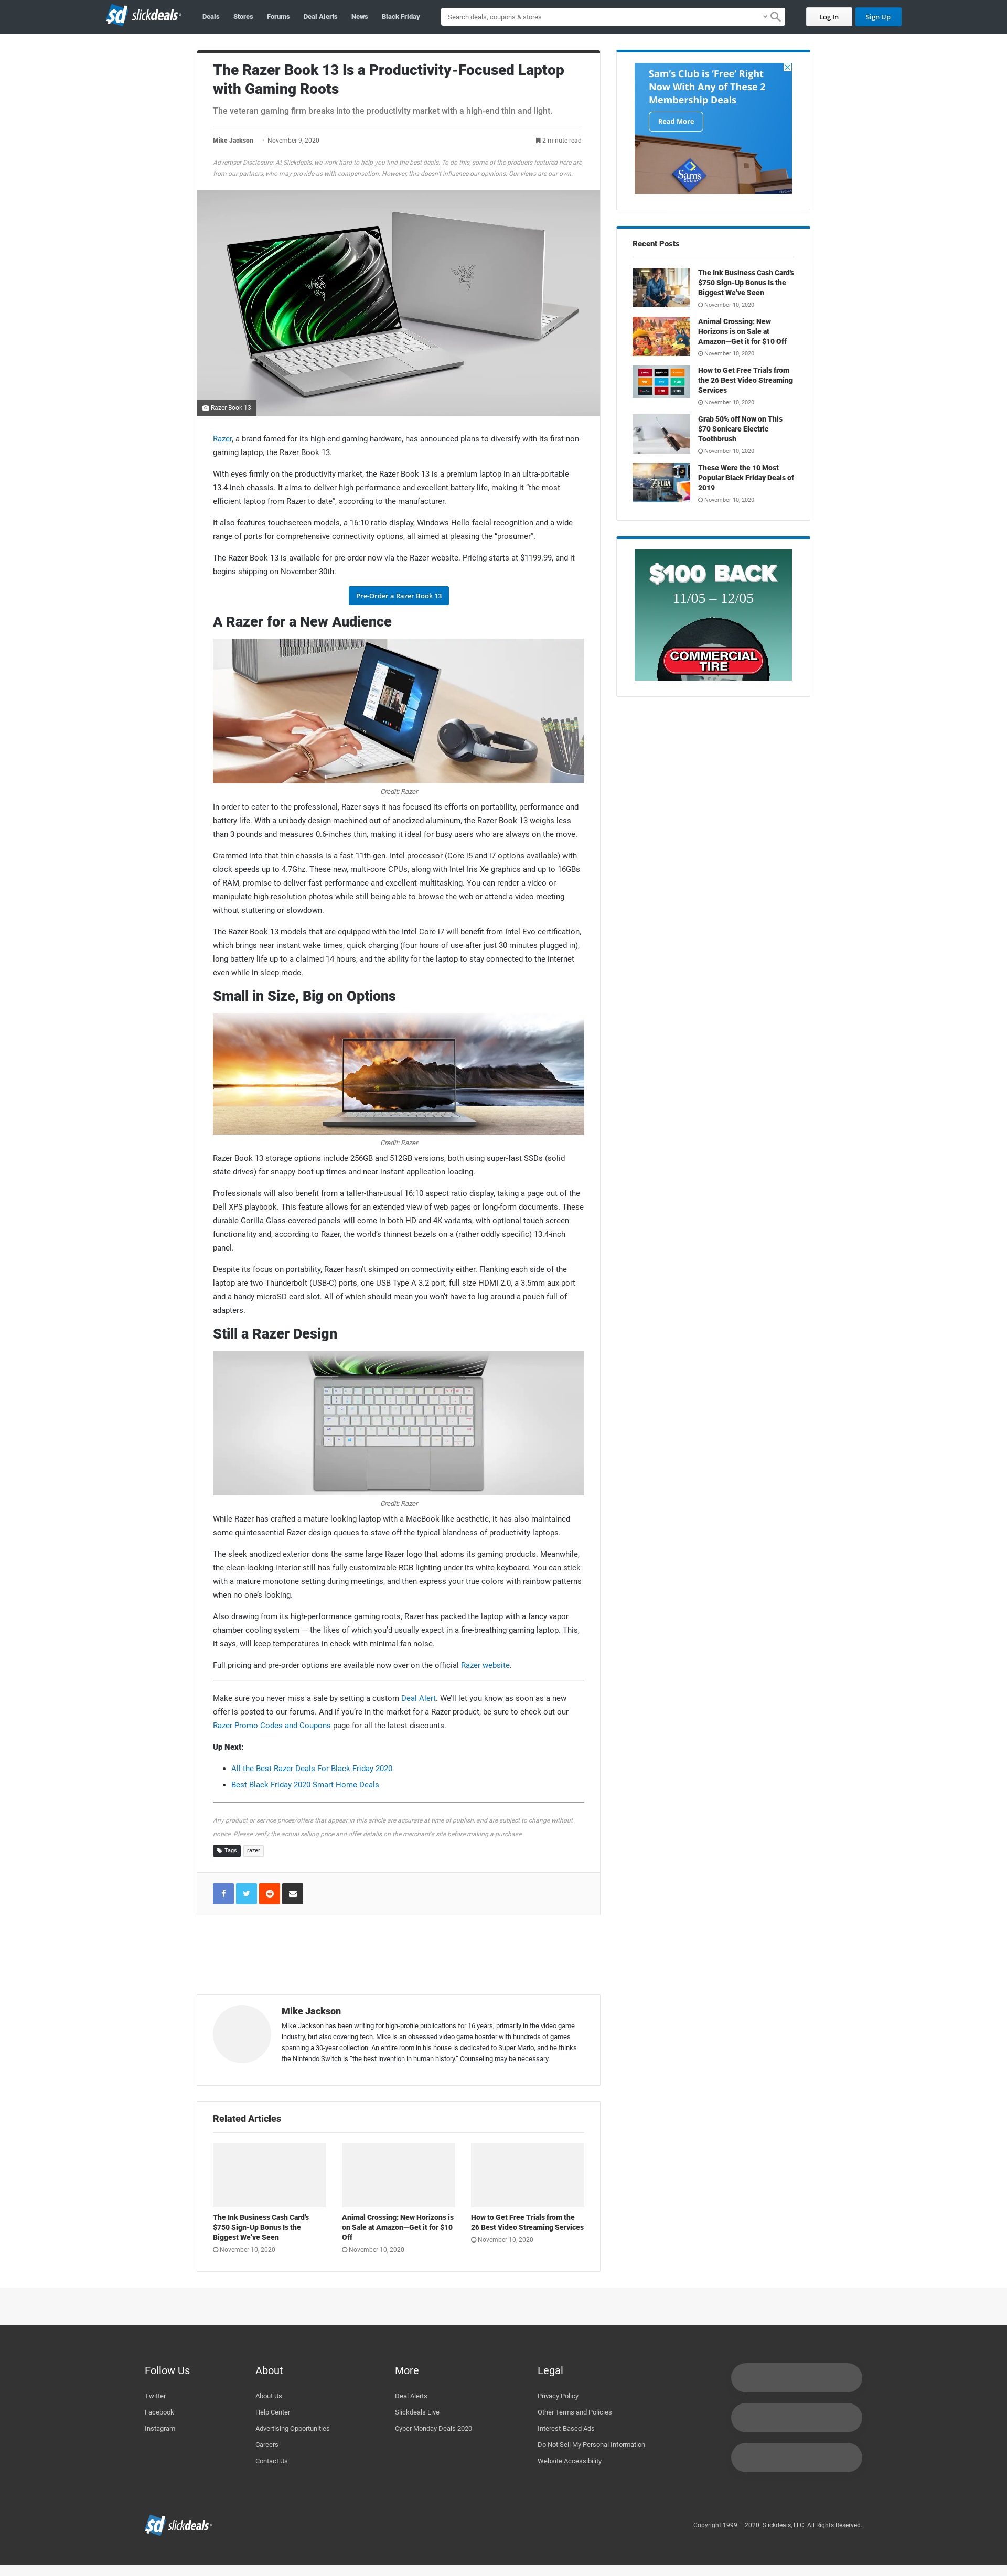 slickdeals
Deals
Stores
Forums
Deal Alerts
News
Black Friday
Search deals, coupons & stores
Log In
Sign Up
The Razer Book 13 Is a Productivity-Focused Laptop
with Gaming Roots
The veteran gaming firm breaks into the productivity market with a high-end thin and light.
Mike Jackson · November 9, 2020
2 minute read
Advertiser Disclosure: At Slickdeals, we work hard to help you find the best deals. To do this, some of the products featured here are
from our partners, who may provide us with compensation. However, this doesn't influence our opinions. Our views are our own.
Razer Book 13
Razer, a brand famed for its high-end gaming hardware, has announced plans to diversify with its first non-
gaming laptop, the Razer Book 13.
With eyes firmly on the productivity market, the Razer Book 13 is a premium laptop in an ultra-portable
13.4-inch chassis. It aims to deliver high performance and excellent battery life, making it “the most
efficient laptop from Razer to date”, according to the manufacturer.
It also features touchscreen models, a 16:10 ratio display, Windows Hello facial recognition and a wide
range of ports for comprehensive connectivity options, all aimed at pleasing the “prosumer”.
The Razer Book 13 is available for pre-order now via the Razer website. Pricing starts at $1199.99, and it
begins shipping on November 30th.
Pre-Order a Razer Book 13
A Razer for a New Audience
Credit: Razer
In order to cater to the professional, Razer says it has focused its efforts on portability, performance and
battery life. With a unibody design machined out of anodized aluminum, the Razer Book 13 weighs less
than 3 pounds and measures 0.6-inches thin, making it ideal for busy users who are always on the move.
Crammed into that thin chassis is a fast 11th-gen. Intel processor (Core i5 and i7 options available) with
clock speeds up to 4.7Ghz. These new, multi-core CPUs, along with Intel Iris Xe graphics and up to 16GBs
of RAM, promise to deliver fast performance and excellent multitasking. You can render a video or
manipulate high-resolution photos while still being able to browse the web or attend a video meeting
without stuttering or slowdown.
The Razer Book 13 models that are equipped with the Intel Core i7 will benefit from Intel Evo certification,
which brings near instant wake times, quick charging (four hours of use after just 30 minutes plugged in),
long battery life up to a claimed 14 hours, and the ability for the laptop to stay connected to the internet
even while in sleep mode.
Small in Size, Big on Options
Credit: Razer
Razer Book 13 storage options include 256GB and 512GB versions, both using super-fast SSDs (solid
state drives) for snappy boot up times and near instant application loading.
Professionals will also benefit from a taller-than-usual 16:10 aspect ratio display, taking a page out of the
Dell XPS playbook. This feature allows for an extended view of web pages or long-form documents. These
durable Gorilla Glass-covered panels will come in both HD and 4K variants, with optional touch screen
functionality and, according to Razer, the world’s thinnest bezels on a (rather oddly specific) 13.4-inch
panel.
Despite its focus on portability, Razer hasn’t skimped on connectivity either. Flanking each side of the
laptop are two Thunderbolt (USB-C) ports, one USB Type A 3.2 port, full size HDMI 2.0, a 3.5mm aux port
and a handy microSD card slot. All of which should mean you won’t have to lug around a pouch full of
adapters.
Still a Razer Design
Credit: Razer
While Razer has crafted a mature-looking laptop with a MacBook-like aesthetic, it has also maintained
some quintessential Razer design queues to stave off the typical blandness of productivity laptops.
The sleek anodized exterior dons the same large Razer logo that adorns its gaming products. Meanwhile,
the clean-looking interior still has fully customizable RGB lighting under its white keyboard. You can stick
with a mature monotone setting during meetings, and then express your true colors with rainbow patterns
when no one’s looking.
Also drawing from its high-performance gaming roots, Razer has packed the laptop with a fancy vapor
chamber cooling system — the likes of which you’d usually expect in a fire-breathing gaming laptop. This,
it says, will keep temperatures in check with minimal fan noise.
Full pricing and pre-order options are available now over on the official Razer website.
Make sure you never miss a sale by setting a custom Deal Alert. We’ll let you know as soon as a new
offer is posted to our forums. And if you’re in the market for a Razer product, be sure to check out our
Razer Promo Codes and Coupons page for all the latest discounts.
Up Next:
All the Best Razer Deals For Black Friday 2020
Best Black Friday 2020 Smart Home Deals
Any product or service prices/offers that appear in this article are accurate at time of publish, and are subject to change without
notice. Please verify the actual selling price and offer details on the merchant's site before making a purchase.
Tags
razer
Mike Jackson
Mike Jackson has been writing for high-profile publications for 16 years, primarily in the video game
industry, but also covering tech. Mike is an obsessed video game hoarder with hundreds of games
spanning a 30-year collection. An entire room in his house is dedicated to Super Mario, and he thinks
the Nintendo Switch is “the best invention in human history.” Counseling may be necessary.
Related Articles
The Ink Business Cash Card’s
$750 Sign-Up Bonus Is the
Biggest We’ve Seen
November 10, 2020
Animal Crossing: New Horizons is
on Sale at Amazon—Get it for $10
Off
November 10, 2020
How to Get Free Trials from the
26 Best Video Streaming Services
November 10, 2020
Sam’s Club is ‘Free’ Right
Now With Any of These 2
Membership Deals
Read More
Sams
CLUB
Recent Posts
The Ink Business Cash Card’s
$750 Sign-Up Bonus Is the
Biggest We’ve Seen
November 10, 2020
Animal Crossing: New
Horizons is on Sale at
Amazon—Get it for $10 Off
November 10, 2020
How to Get Free Trials from
the 26 Best Video Streaming
Services
November 10, 2020
Grab 50% off Now on This
$70 Sonicare Electric
Toothbrush
November 10, 2020
ZELDA
These Were the 10 Most
Popular Black Friday Deals of
2019
November 10, 2020
$100 BACK
11/05 – 12/05
COMMERCIAL
TIRE
Follow Us
Twitter
Facebook
Instagram
About
About Us
Help Center
Advertising Opportunities
Careers
Contact Us
More
Deal Alerts
Slickdeals Live
Cyber Monday Deals 2020
Legal
Privacy Policy
Other Terms and Policies
Interest-Based Ads
Do Not Sell My Personal Information
Website Accessibility
slickdeals
Copyright 1999 – 2020. Slickdeals, LLC. All Rights Reserved.